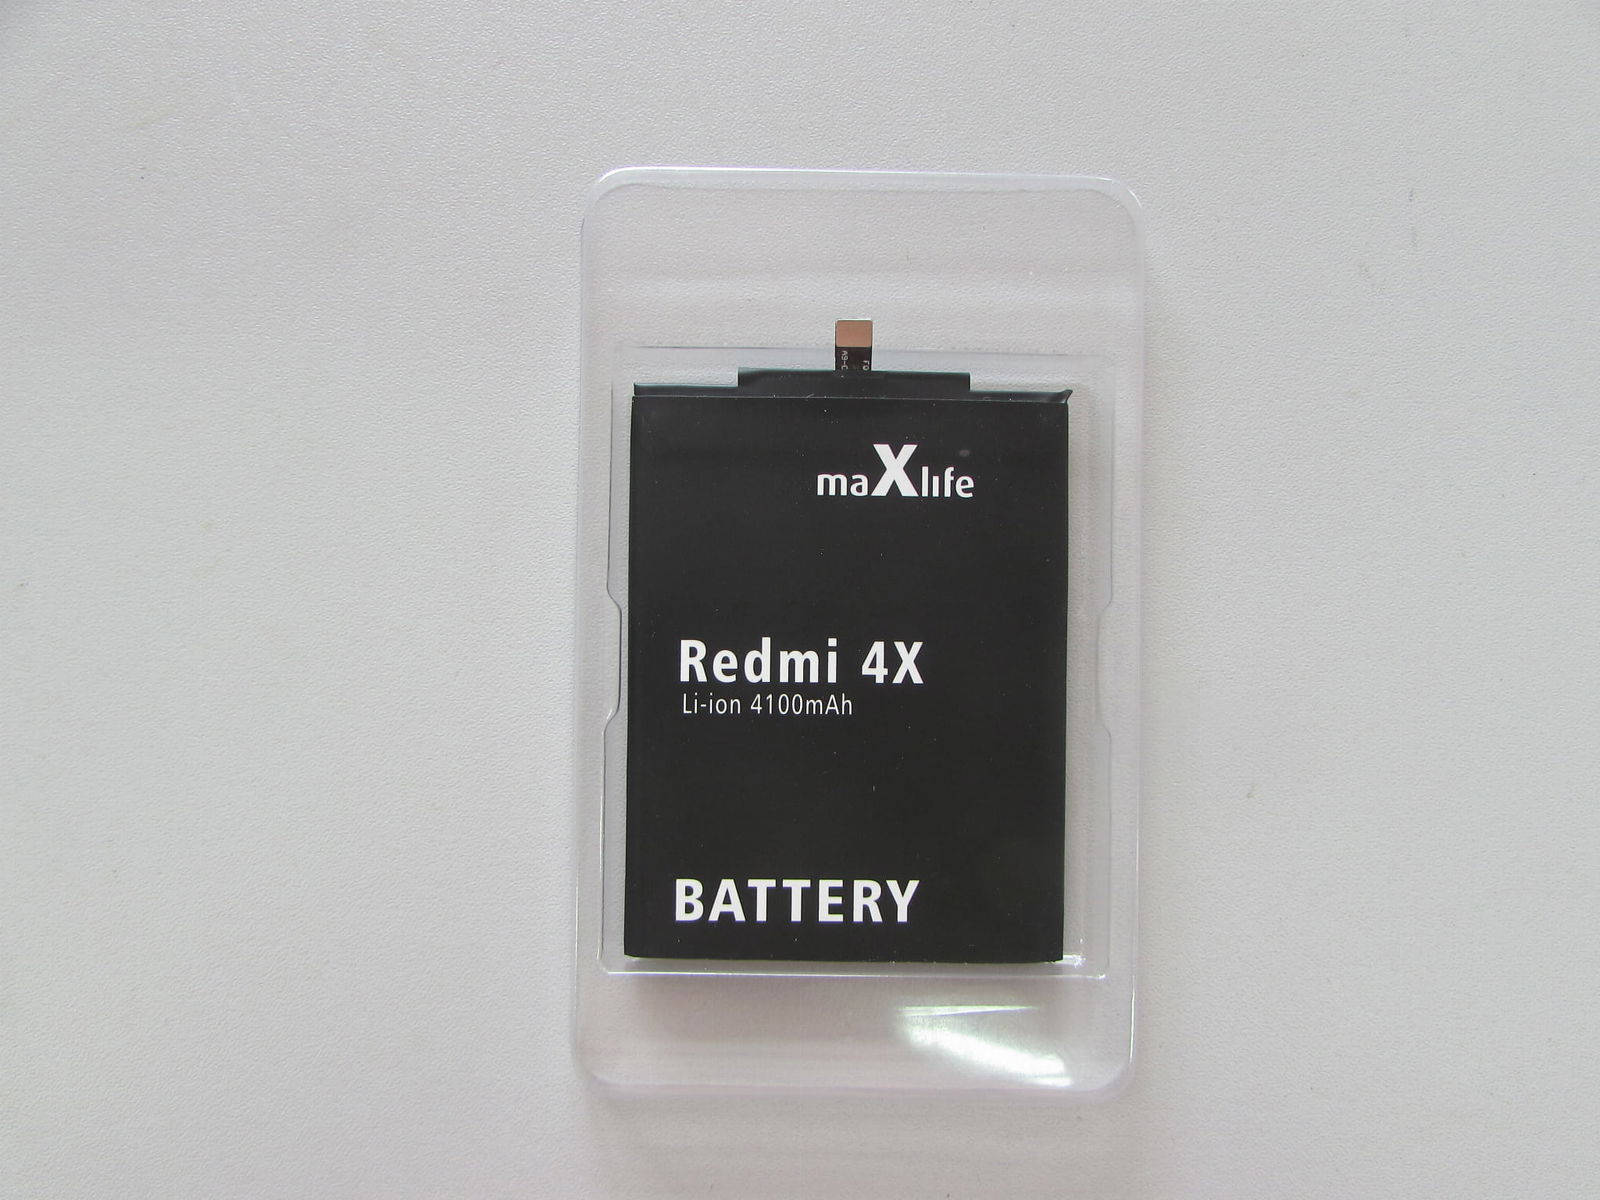 maXlife
Redmi 4X
Li-ion 4100mAh
BATTERY